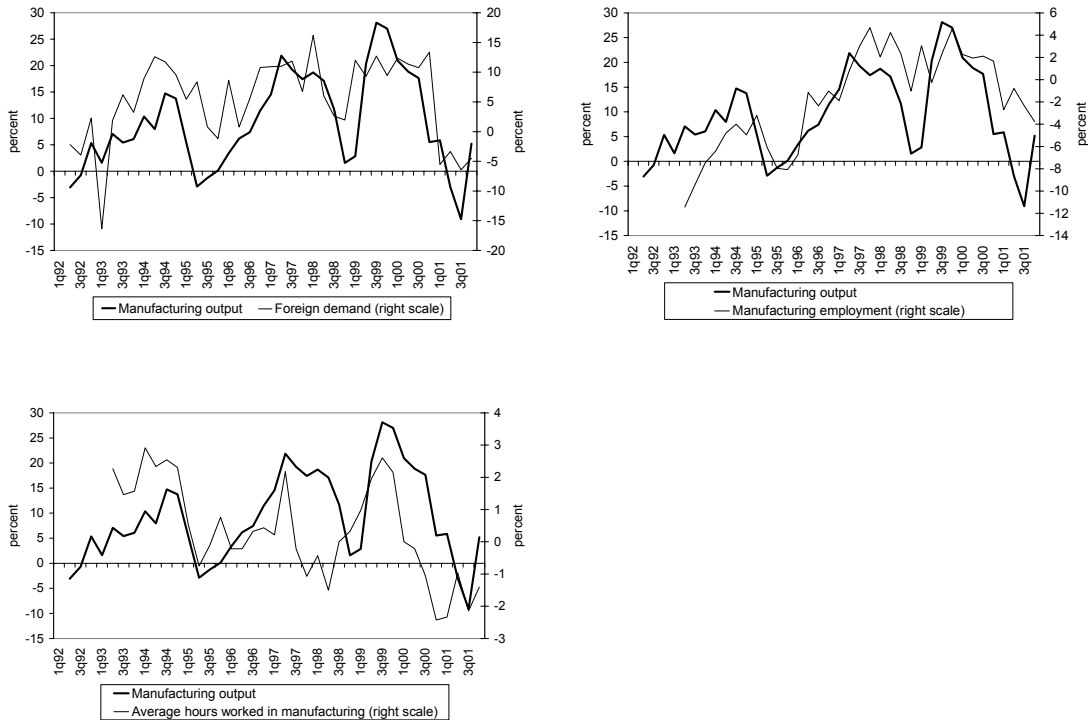 30
25
20
15
10
5
0
-5
-10
-15
percent
20
15
10
5
0
-5
-10
-15
-20
percent
1q92
3q92
1q93
3q93
1q94
3q94
1q95
3q95
1q96
3q96
1q97
3q97
1q98
3q98
1q99
3q99
1q00
3q00
1q01
3q01
Manufacturing output
Foreign demand (right scale)
30
25
20
15
10
5
0
-5
-10
-15
percent
6
4
2
0
-2
-4
-6
-8
-10
-12
-14
percent
1q92
3q92
1q93
3q93
1q94
3q94
1q95
3q95
1q96
3q96
1q97
3q97
1q98
3q98
1q99
3q99
1q00
3q00
1q01
3q01
Manufacturing output
Manufacturing employment (right scale)
30
25
20
15
10
5
0
-5
-10
-15
percent
4
3
2
1
0
-1
-2
-3
percent
1q92
3q92
1q93
3q93
1q94
3q94
1q95
3q95
1q96
3q96
1q97
3q97
1q98
3q98
1q99
3q99
1q00
3q00
1q01
3q01
Manufacturing output
Average hours worked in manufacturing (right scale)